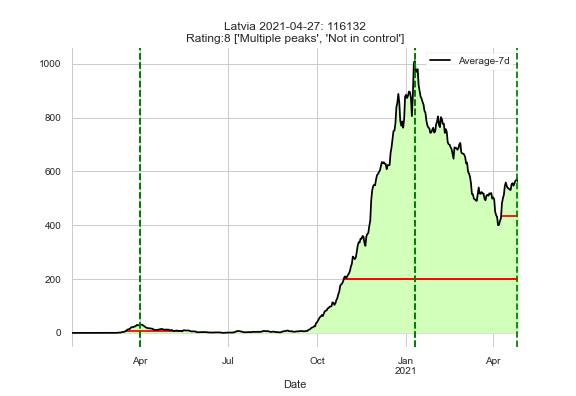 Latvia 2021-04-27: 116132
Rating:8 ['Multiple peaks', 'Not in control']
Average-7d
1000
800
600
400
200
0
Apr
Jul
Oct
Jan
2021
Apr
Date